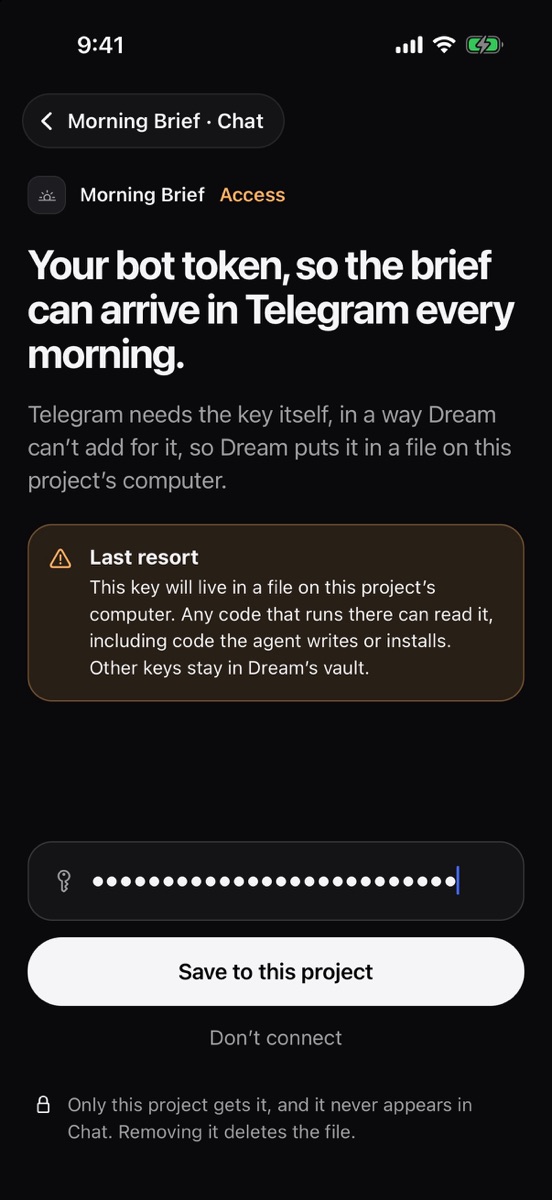 9:41
Morning Brief · Chat
Morning Brief Access
Your bot token, so the brief
can arrive in Telegram every
morning.
Telegram needs the key itself, in a way Dream
can’t add for it, so Dream puts it in a file on this
project’s computer.
Last resort
This key will live in a file on this project’s
computer. Any code that runs there can read it,
including code the agent writes or installs.
Other keys stay in Dream’s vault.
Save to this project
Don’t connect
Only this project gets it, and it never appears in
Chat. Removing it deletes the file.